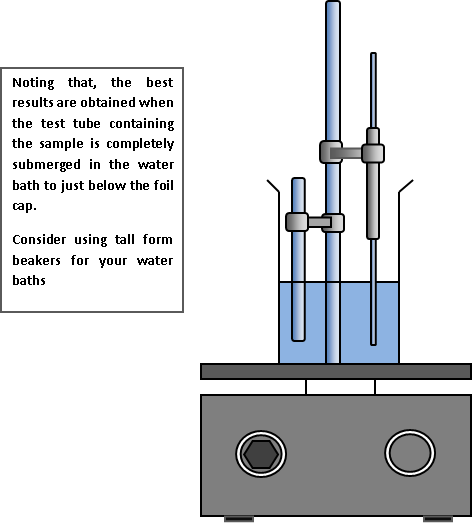 Noting that, the best
results are obtained when
the test tube containing
the sample is completely
submerged in the water
bath to just below the foil
cap.
Consider using tall form
beakers for your water
baths